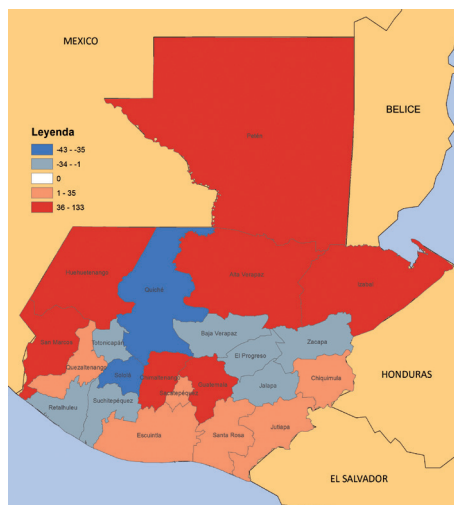 MEXICO
BELICE
Leyenda
-43 - -35
-34 - -1
0
1 - 35
36 - 133
Petén
Huehuetenango
Quiché
Alta Verapaz
Izabal
San Marcos
Totonicapán
Baja Verapaz
Zacapa
El Progreso
Quezaltenango
Sololá
Chimaltenango
Guatemala
Chiquimula
HONDURAS
Jalapa
Sacatepéquez
Retalhuleu
Suchitepéquez
Escuintla
Santa Rosa
Jutiapa
EL SALVADOR